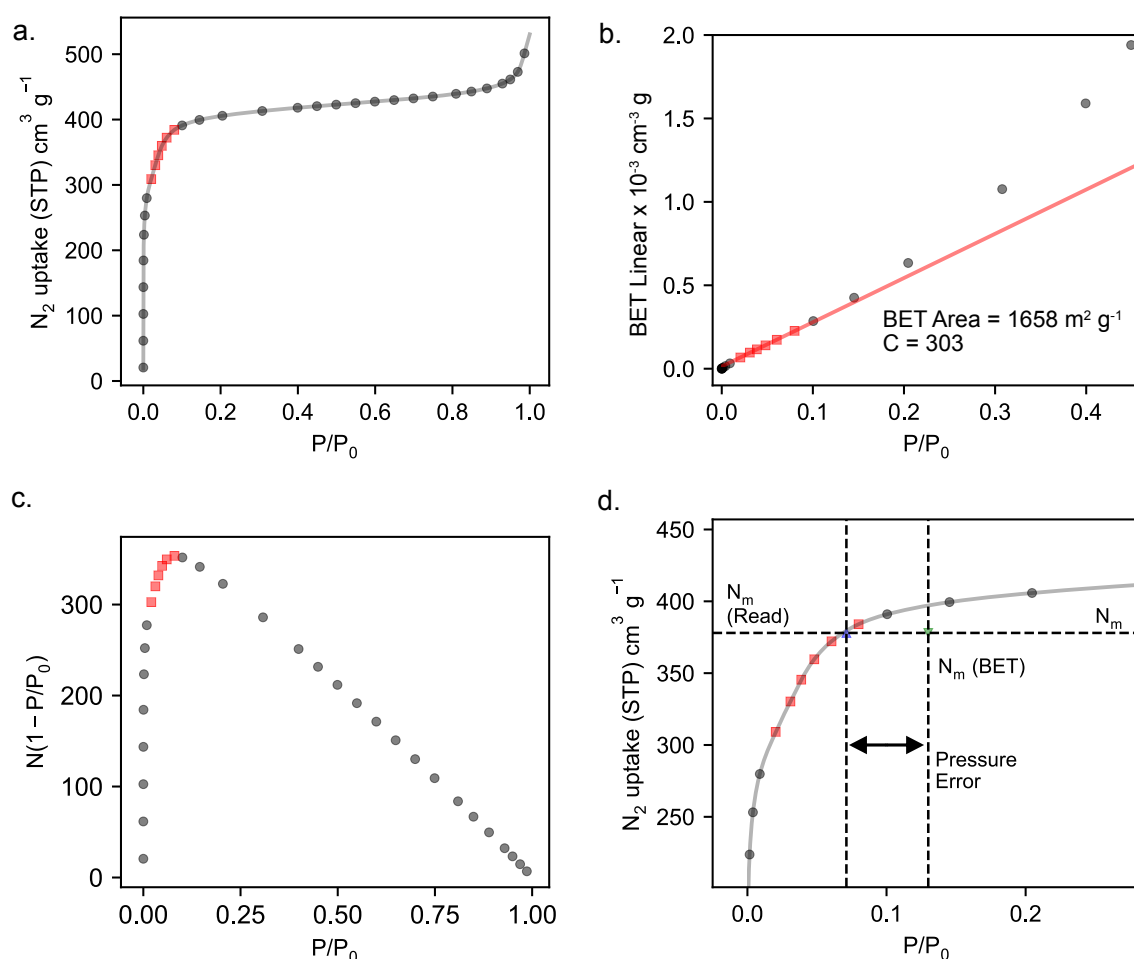 a.
N₂ uptake (STP) cm³ g⁻¹
500
400
300
200
100
0
0.0 0.2 0.4 0.6 0.8 1.0
P/P₀
b.
BET Linear x 10⁻³ cm⁻³ g
2.0
1.5
1.0
0.5
0.0
BET Area = 1658 m² g⁻¹
C = 303
0.0 0.1 0.2 0.3 0.4
P/P₀
c.
N(1 − P/P₀)
300
200
100
0
0.00 0.25 0.50 0.75 1.00
P/P₀
d.
N₂ uptake (STP) cm³ g⁻¹
450
400
350
300
250
Nₘ
(Read)
Nₘ
Nₘ (BET)
Pressure
Error
0.0 0.1 0.2
P/P₀